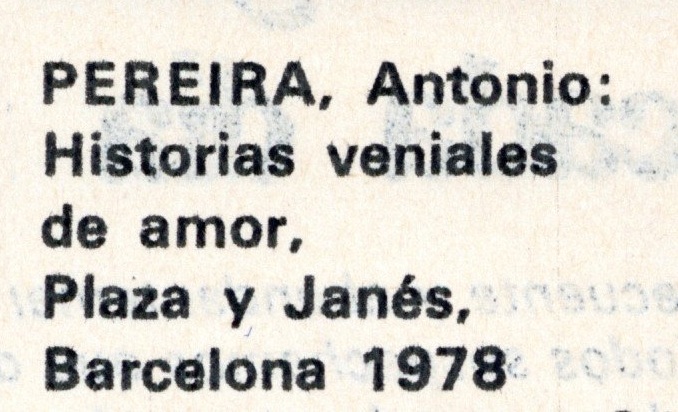 PEREIRA, Antonio:
Historias veniales
de amor,
Plaza y Janés,
Barcelona 1978